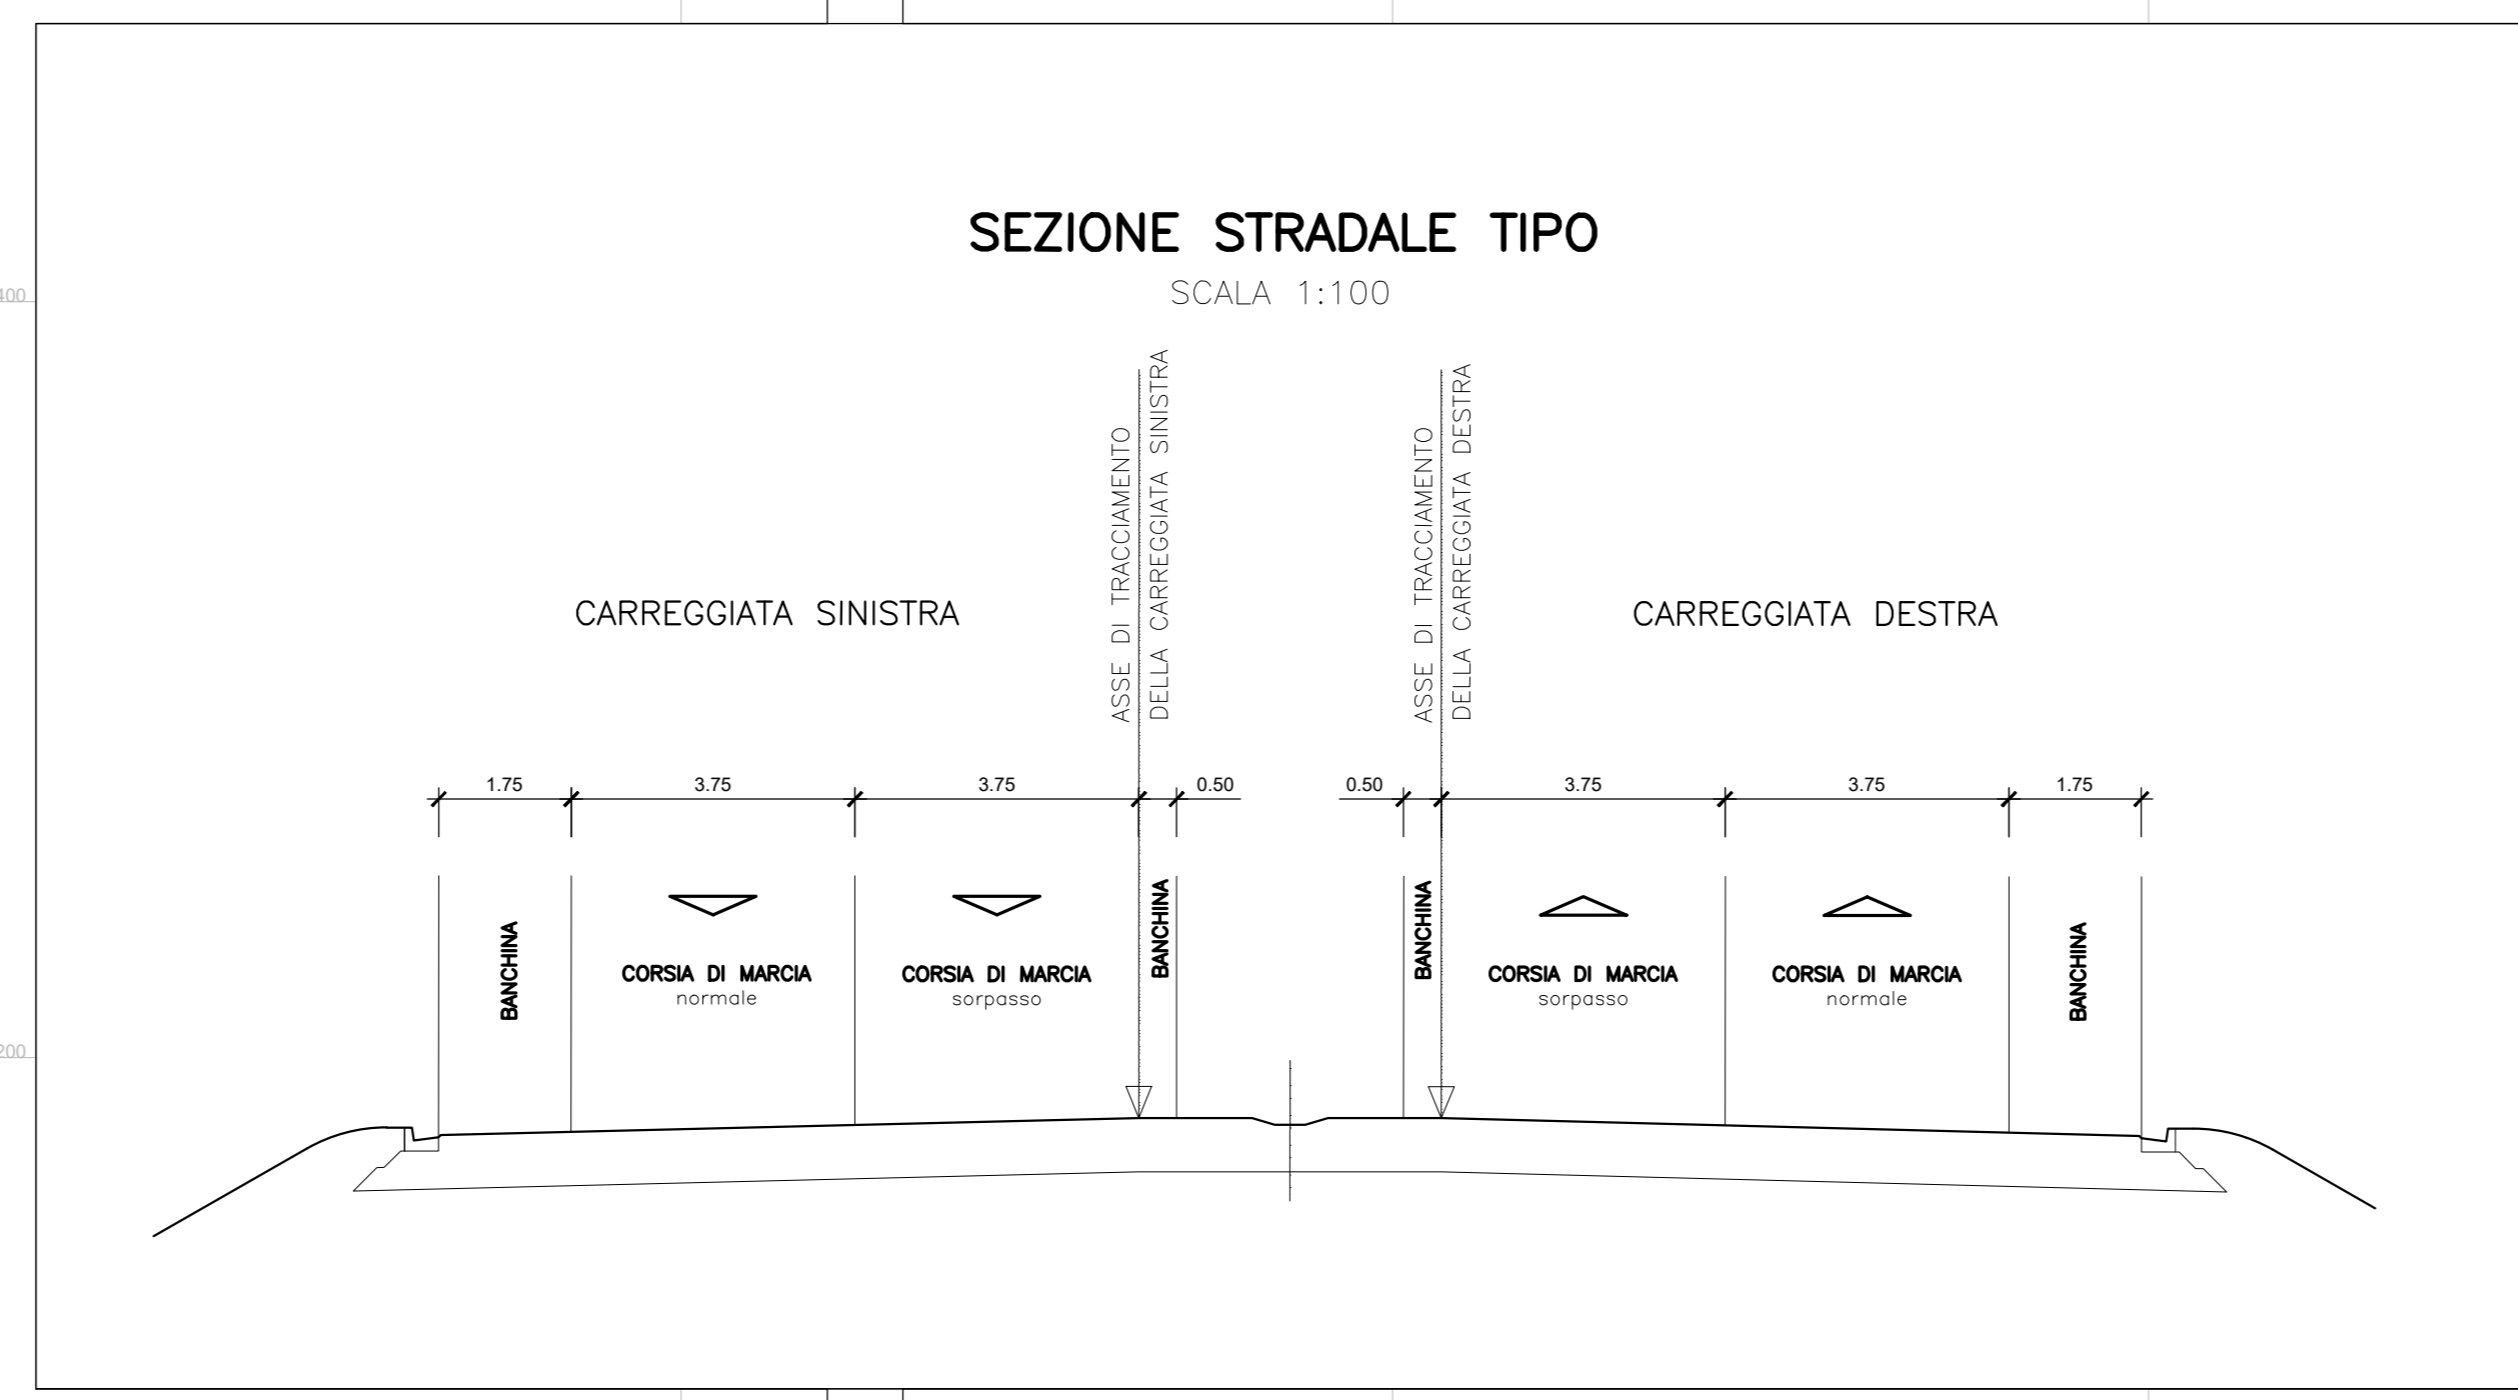 SEZIONE STRADALE TIPO
SCALA 1:100
400
ASSE DI TRACCIAMENTO
DELLA CARREGGIATA SINISTRA
ASSE DI TRACCIAMENTO
DELLA CARREGGIATA DESTRA
CARREGGIATA SINISTRA
CARREGGIATA DESTRA
1.75 3.75 3.75 0.50 0.50 3.75 3.75 1.75
BANCHINA
CORSIA DI MARCIA
normale
CORSIA DI MARCIA
sorpasso
BANCHINA
BANCHINA
CORSIA DI MARCIA
sorpasso
CORSIA DI MARCIA
normale
BANCHINA
200